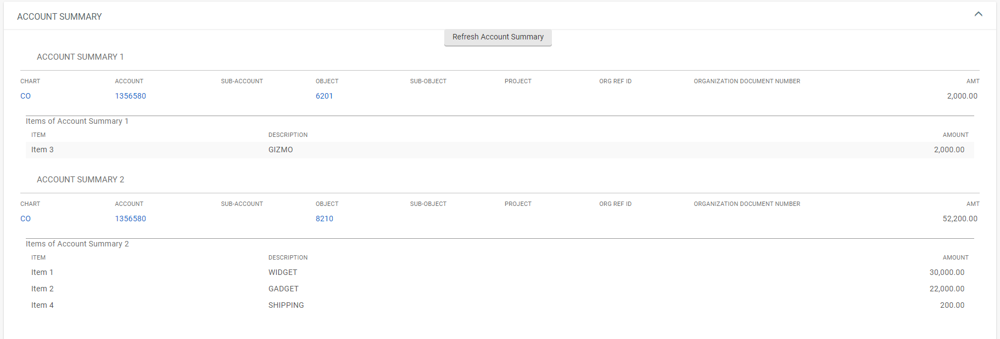 ACCOUNT SUMMARY
Refresh Account Summary
ACCOUNT SUMMARY 1
CHART ACCOUNT SUB-ACCOUNT OBJECT SUB-OBJECT PROJECT ORG REF ID ORGANIZATION DOCUMENT NUMBER AMT
CO 1356580 6201 2,000.00
Items of Account Summary 1
ITEM DESCRIPTION AMOUNT
Item 3 GIZMO 2,000.00
ACCOUNT SUMMARY 2
CHART ACCOUNT SUB-ACCOUNT OBJECT SUB-OBJECT PROJECT ORG REF ID ORGANIZATION DOCUMENT NUMBER AMT
CO 1356580 8210 52,200.00
Items of Account Summary 2
ITEM DESCRIPTION AMOUNT
Item 1 WIDGET 30,000.00
Item 2 GADGET 22,000.00
Item 4 SHIPPING 200.00